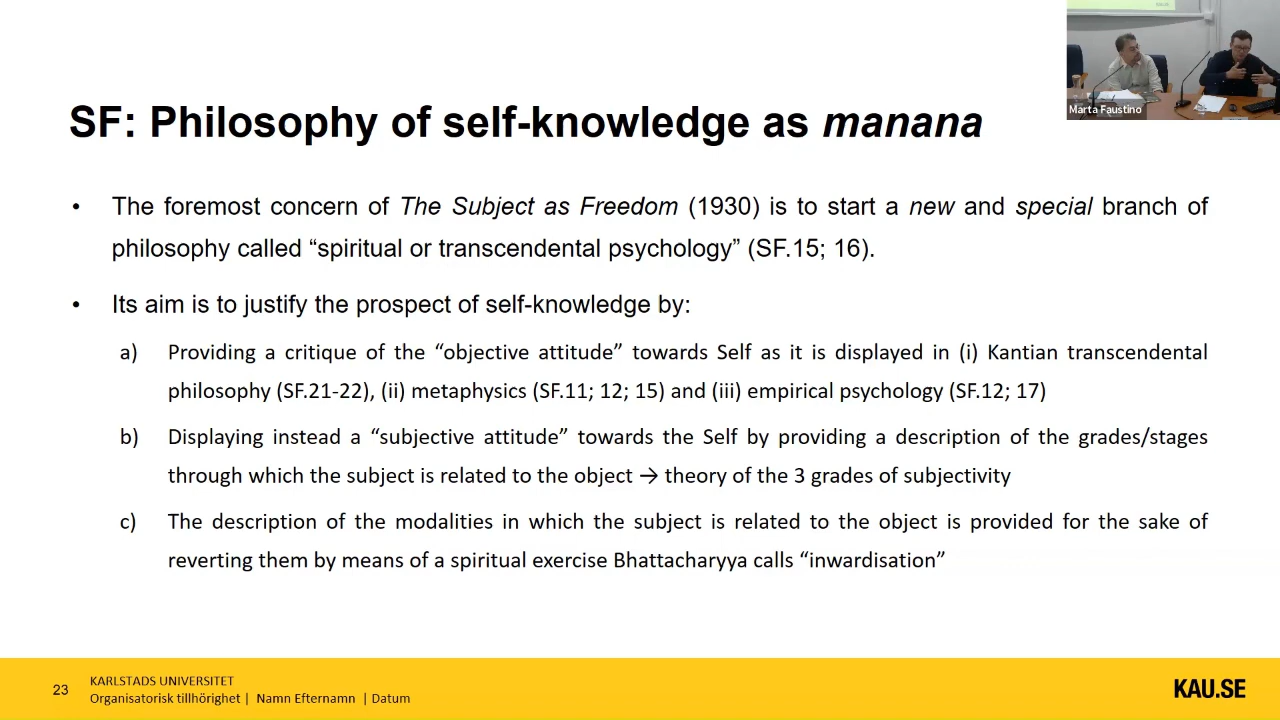 Marta Faustino
SF: Philosophy of self-knowledge as manana
• The foremost concern of The Subject as Freedom (1930) is to start a new and special branch of
philosophy called “spiritual or transcendental psychology” (SF.15; 16).
• Its aim is to justify the prospect of self-knowledge by:
a) Providing a critique of the “objective attitude” towards Self as it is displayed in (i) Kantian transcendental
philosophy (SF.21-22), (ii) metaphysics (SF.11; 12; 15) and (iii) empirical psychology (SF.12; 17)
b) Displaying instead a “subjective attitude” towards the Self by providing a description of the grades/stages
through which the subject is related to the object → theory of the 3 grades of subjectivity
c) The description of the modalities in which the subject is related to the object is provided for the sake of
reverting them by means of a spiritual exercise Bhattacharyya calls “inwardisation”
23
KARLSTADS UNIVERSITET
Organisatorisk tillhörighet | Namn Efternamn | Datum
KAU.SE